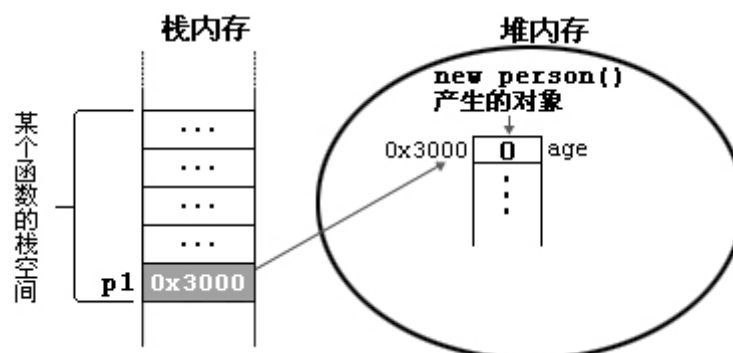 栈内存
堆内存
new person()
产生的对象
0x3000
0
age
某个函数的栈空间
...
...
...
...
p1
0x3000